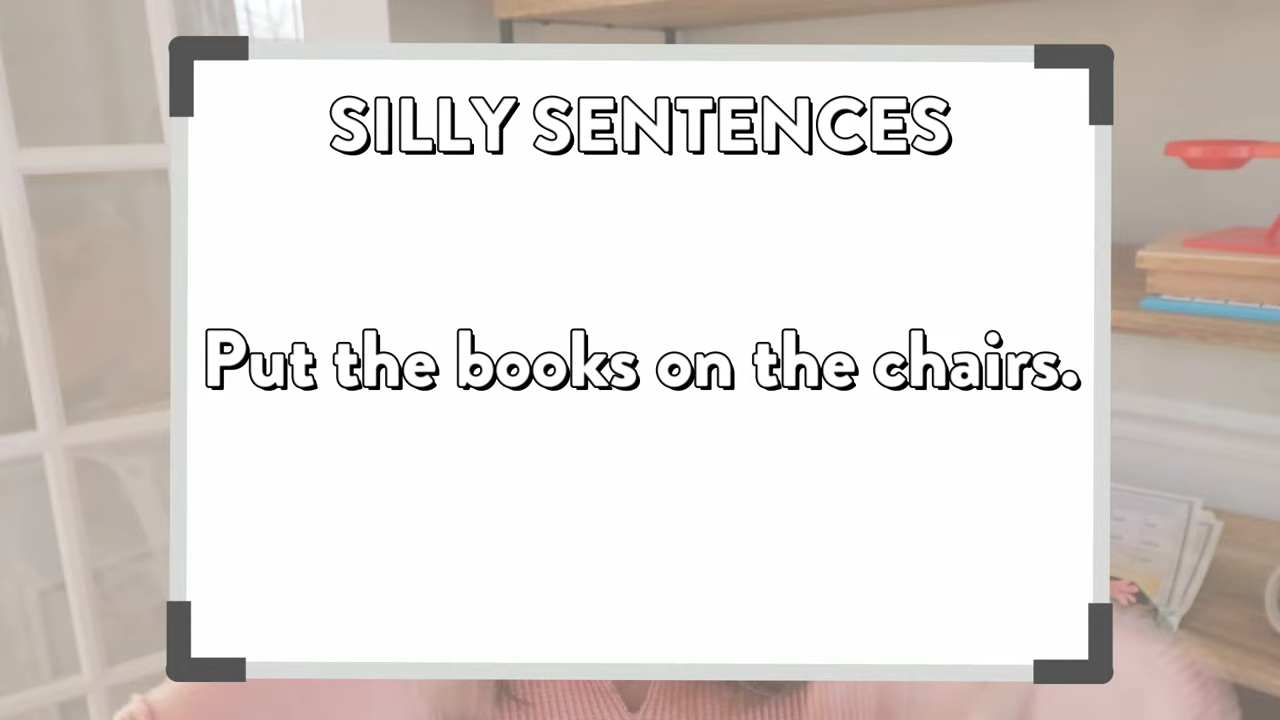 SILLY SENTENCES
Put the books on the chairs.